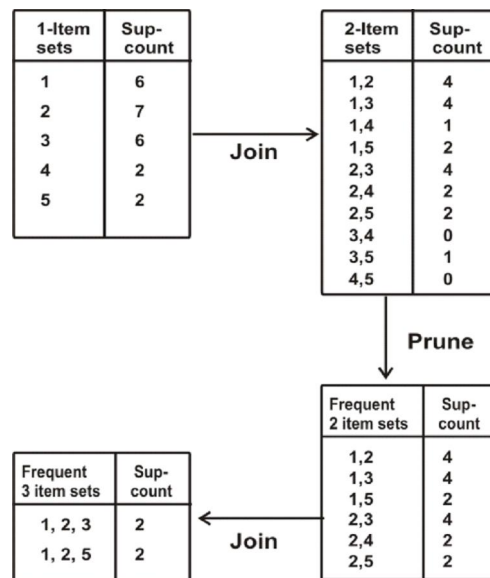 1-Item sets Sup-count
1 6
2 7
3 6
4 2
5 2
Join
2-Item sets Sup-count
1,2 4
1,3 4
1,4 1
1,5 2
2,3 4
2,4 2
2,5 2
3,4 0
3,5 1
4,5 0
Prune
Frequent 2 item sets Sup-count
1,2 4
1,3 4
1,5 2
2,3 4
2,4 2
2,5 2
Join
Frequent 3 item sets Sup-count
1, 2, 3 2
1, 2, 5 2